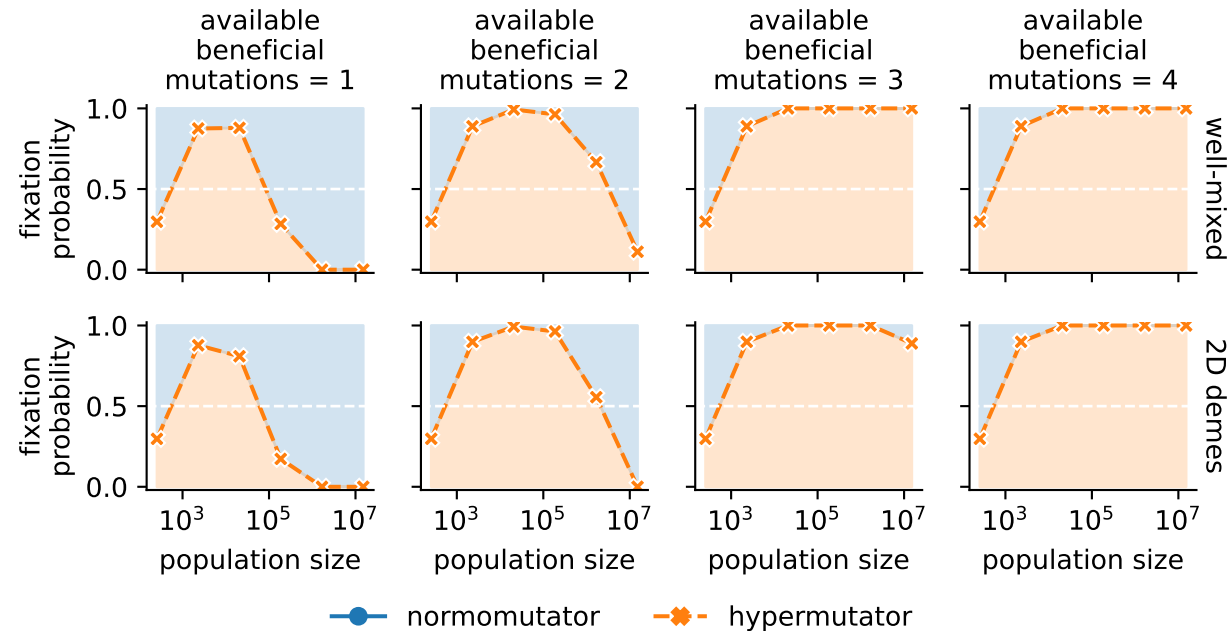 available
beneficial
mutations = 1
available
beneficial
mutations = 2
available
beneficial
mutations = 3
available
beneficial
mutations = 4
fixation
probability
1.0
0.5
0.0
well-mixed
fixation
probability
1.0
0.5
0.0
2D demes
10³ 10⁵ 10⁷
10³ 10⁵ 10⁷
10³ 10⁵ 10⁷
10³ 10⁵ 10⁷
population size
population size
population size
population size
normomutator
hypermutator